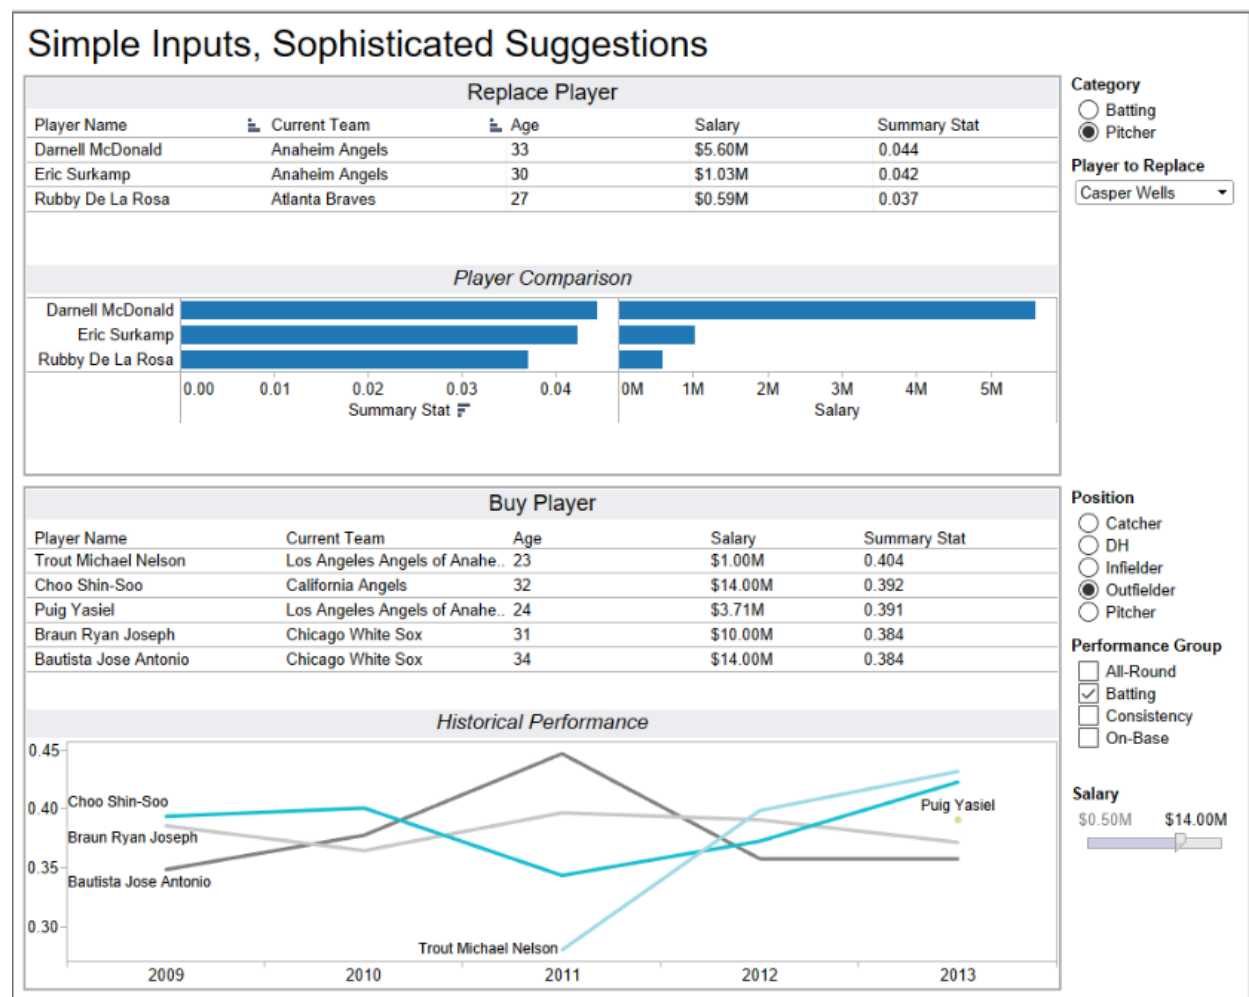 Simple Inputs, Sophisticated Suggestions
Replace Player
Player Name Current Team Age Salary Summary Stat
Darnell McDonald Anaheim Angels 33 $5.60M 0.044
Eric Surkamp Anaheim Angels 30 $1.03M 0.042
Rubby De La Rosa Atlanta Braves 27 $0.59M 0.037
Category
Batting
Pitcher
Player to Replace
Casper Wells
Player Comparison
Darnell McDonald
Eric Surkamp
Rubby De La Rosa
0.00 0.01 0.02 0.03 0.04 0M 1M 2M 3M 4M 5M
Summary Stat Salary
Buy Player
Player Name Current Team Age Salary Summary Stat
Trout Michael Nelson Los Angeles Angels of Anahe.. 23 $1.00M 0.404
Choo Shin-Soo California Angels 32 $14.00M 0.392
Puig Yasiel Los Angeles Angels of Anahe.. 24 $3.71M 0.391
Braun Ryan Joseph Chicago White Sox 31 $10.00M 0.384
Bautista Jose Antonio Chicago White Sox 34 $14.00M 0.384
Position
Catcher
DH
Infielder
Outfielder
Pitcher
Performance Group
All-Round
Batting
Consistency
On-Base
Salary
$0.50M $14.00M
Historical Performance
0.45
0.40
0.35
0.30
Choo Shin-Soo
Braun Ryan Joseph
Bautista Jose Antonio
Puig Yasiel
Trout Michael Nelson
2009 2010 2011 2012 2013